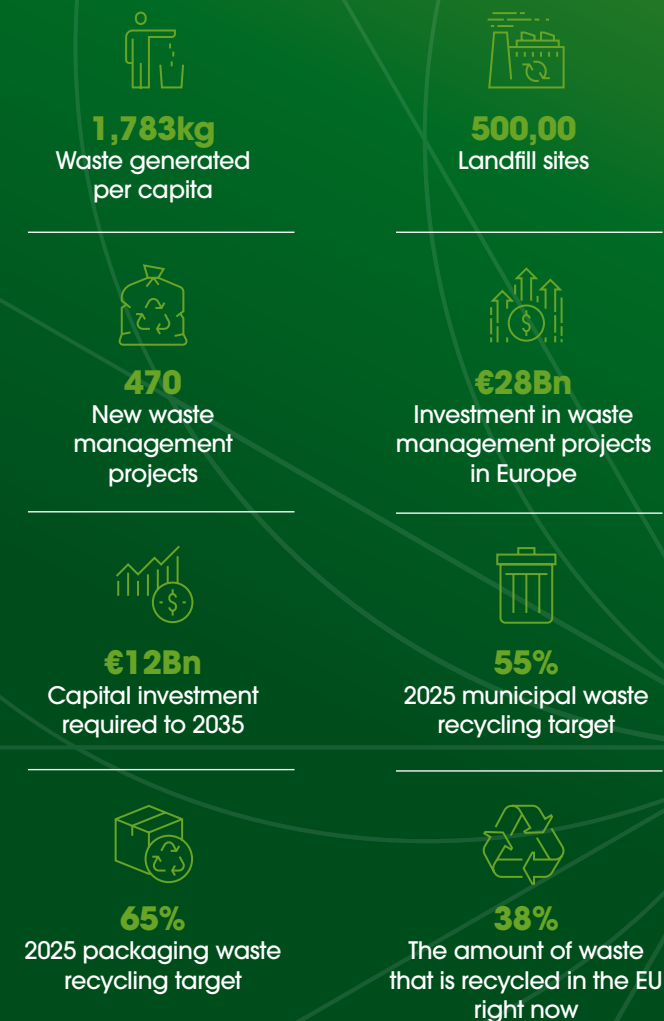 1,783kg
Waste generated
per capita
500,00
Landfill sites
470
New waste
management
projects
€28Bn
Investment in waste
management projects
in Europe
€12Bn
Capital investment
required to 2035
55%
2025 municipal waste
recycling target
65%
2025 packaging waste
recycling target
38%
The amount of waste
that is recycled in the EU
right now